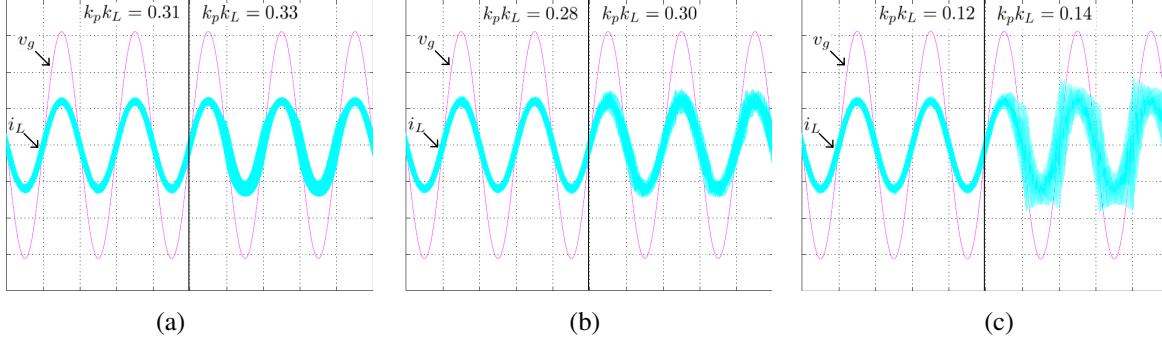 k_p k_L = 0.31 k_p k_L = 0.33
v_g
i_L
(a)
k_p k_L = 0.28 k_p k_L = 0.30
v_g
i_L
(b)
k_p k_L = 0.12 k_p k_L = 0.14
v_g
i_L
(c)